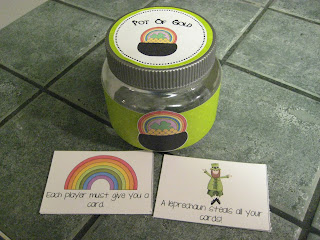 Pot Of Gold
Each player must give you a
card.
A leprechaun steals all your
cards!